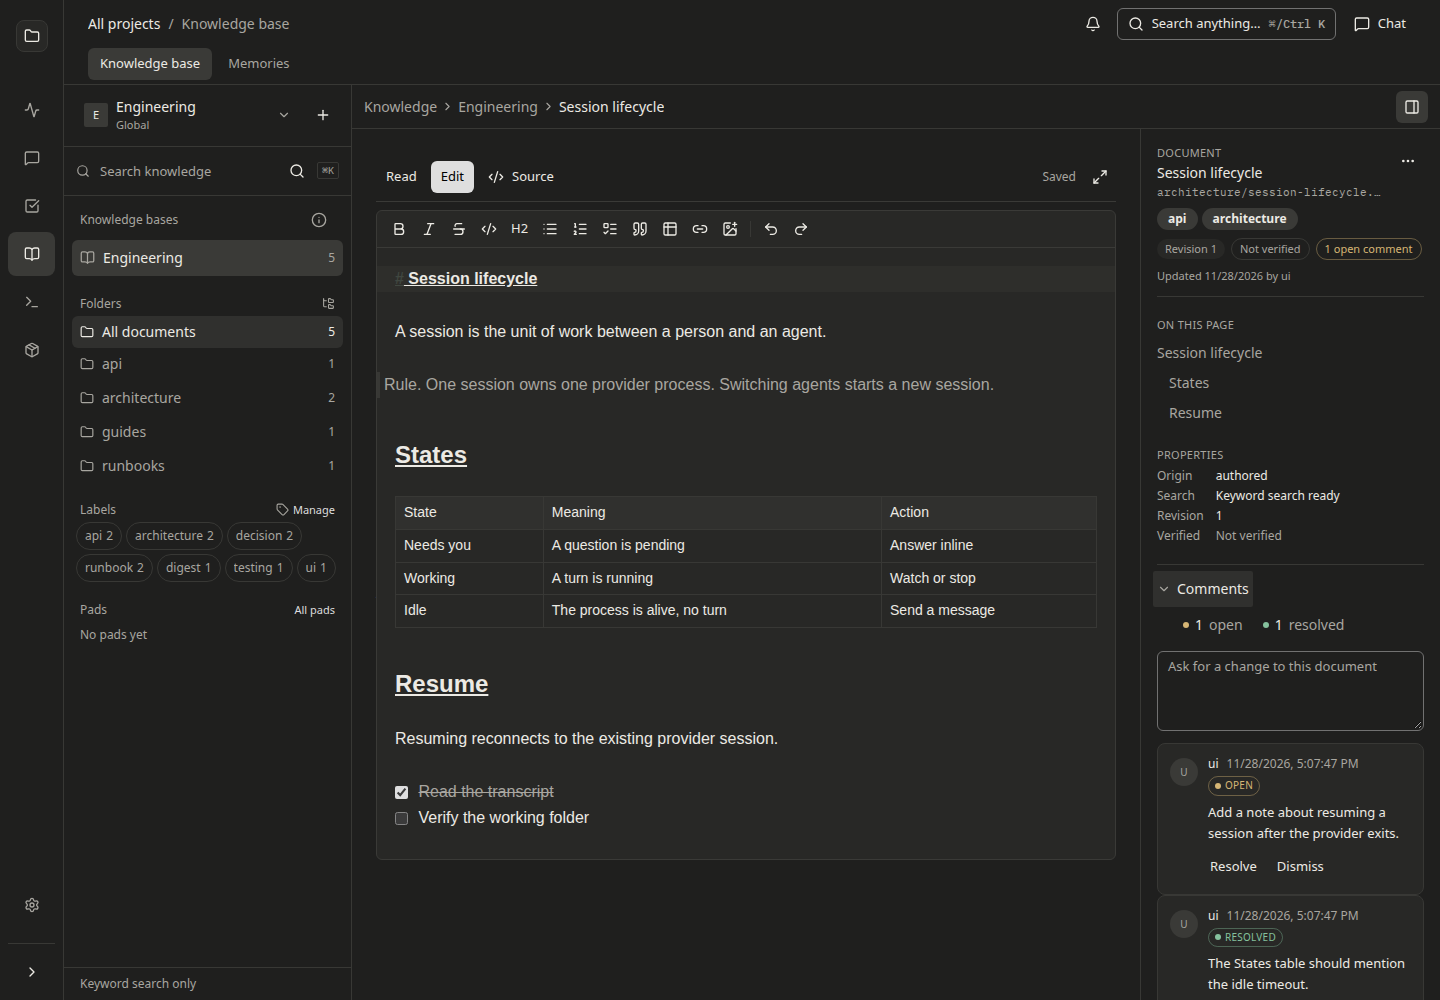 All projects / Knowledge base
Search anything... ⌘/Ctrl K
Chat
Knowledge base
Memories
E
Engineering
Global
Search knowledge
⌘K
Knowledge bases
Engineering 5
Folders
All documents 5
api 1
architecture 2
guides 1
runbooks 1
Labels
Manage
api 2
architecture 2
decision 2
runbook 2
digest 1
testing 1
ui 1
Pads
All pads
No pads yet
Keyword search only
Knowledge > Engineering > Session lifecycle
Read
Edit
Source
Saved
H2
# Session lifecycle
A session is the unit of work between a person and an agent.
Rule. One session owns one provider process. Switching agents starts a new session.
States
State Meaning Action
Needs you A question is pending Answer inline
Working A turn is running Watch or stop
Idle The process is alive, no turn Send a message
Resume
Resuming reconnects to the existing provider session.
Read the transcript
Verify the working folder
DOCUMENT
Session lifecycle
architecture/session-lifecycle.…
api
architecture
Revision 1
Not verified
1 open comment
Updated 11/28/2026 by ui
ON THIS PAGE
Session lifecycle
States
Resume
PROPERTIES
Origin authored
Search Keyword search ready
Revision 1
Verified Not verified
Comments
1 open
1 resolved
Ask for a change to this document
U
ui 11/28/2026, 5:07:47 PM
OPEN
Add a note about resuming a
session after the provider exits.
Resolve
Dismiss
U
ui 11/28/2026, 5:07:47 PM
RESOLVED
The States table should mention
the idle timeout.